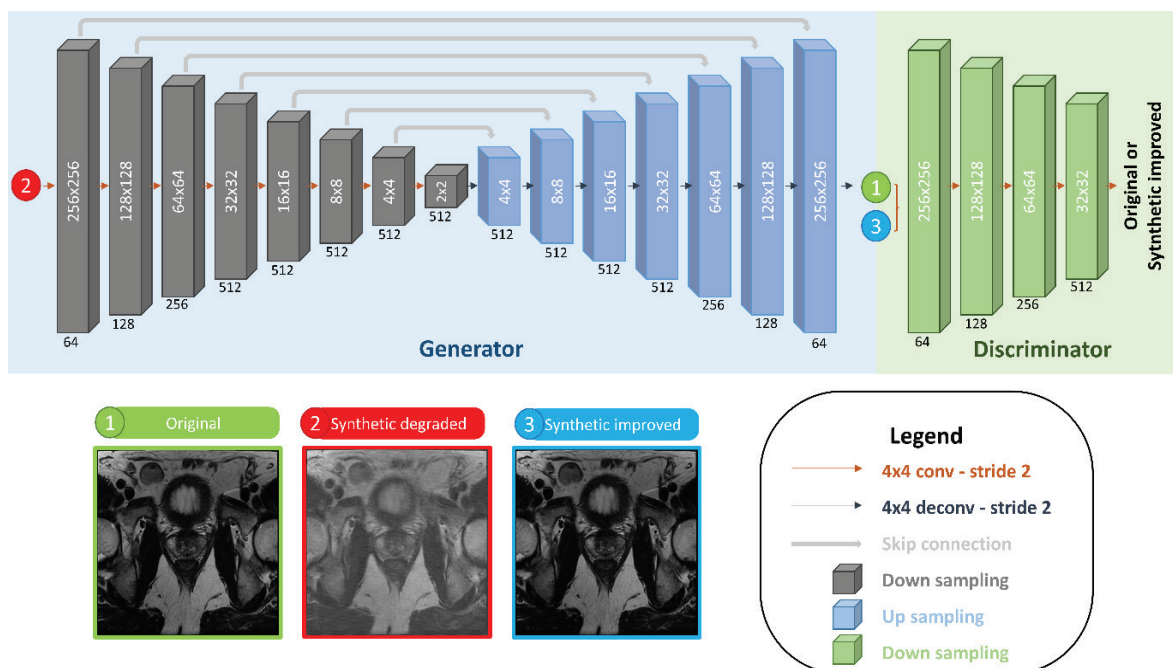 2
256x256
64
128x128
128
64x64
256
32x32
512
16x16
512
8x8
512
4x4
512
2x2
512
4x4
512
8x8
512
16x16
512
32x32
512
64x64
256
128x128
128
256x256
64
Generator
1
3
256x256
64
128x128
128
64x64
256
32x32
512
Original or
Sytnthetic improved
Discriminator
1 Original
2 Synthetic degraded
3 Synthetic improved
Legend
4x4 conv - stride 2
4x4 deconv - stride 2
Skip connection
Down sampling
Up sampling
Down sampling